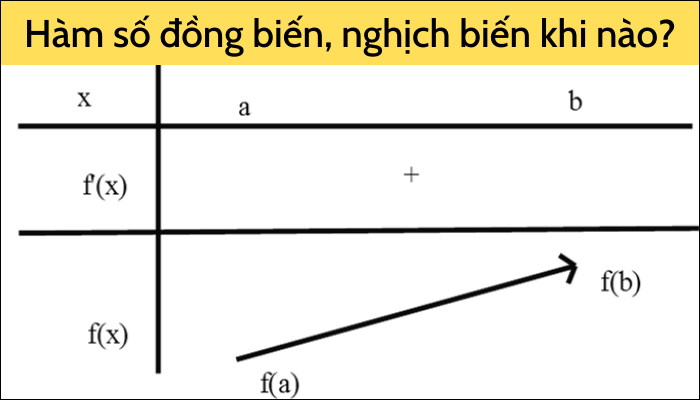 Hàm số đồng biến, nghịch biến khi nào?
x a b
f'(x) +
f(x) f(b)
f(a)